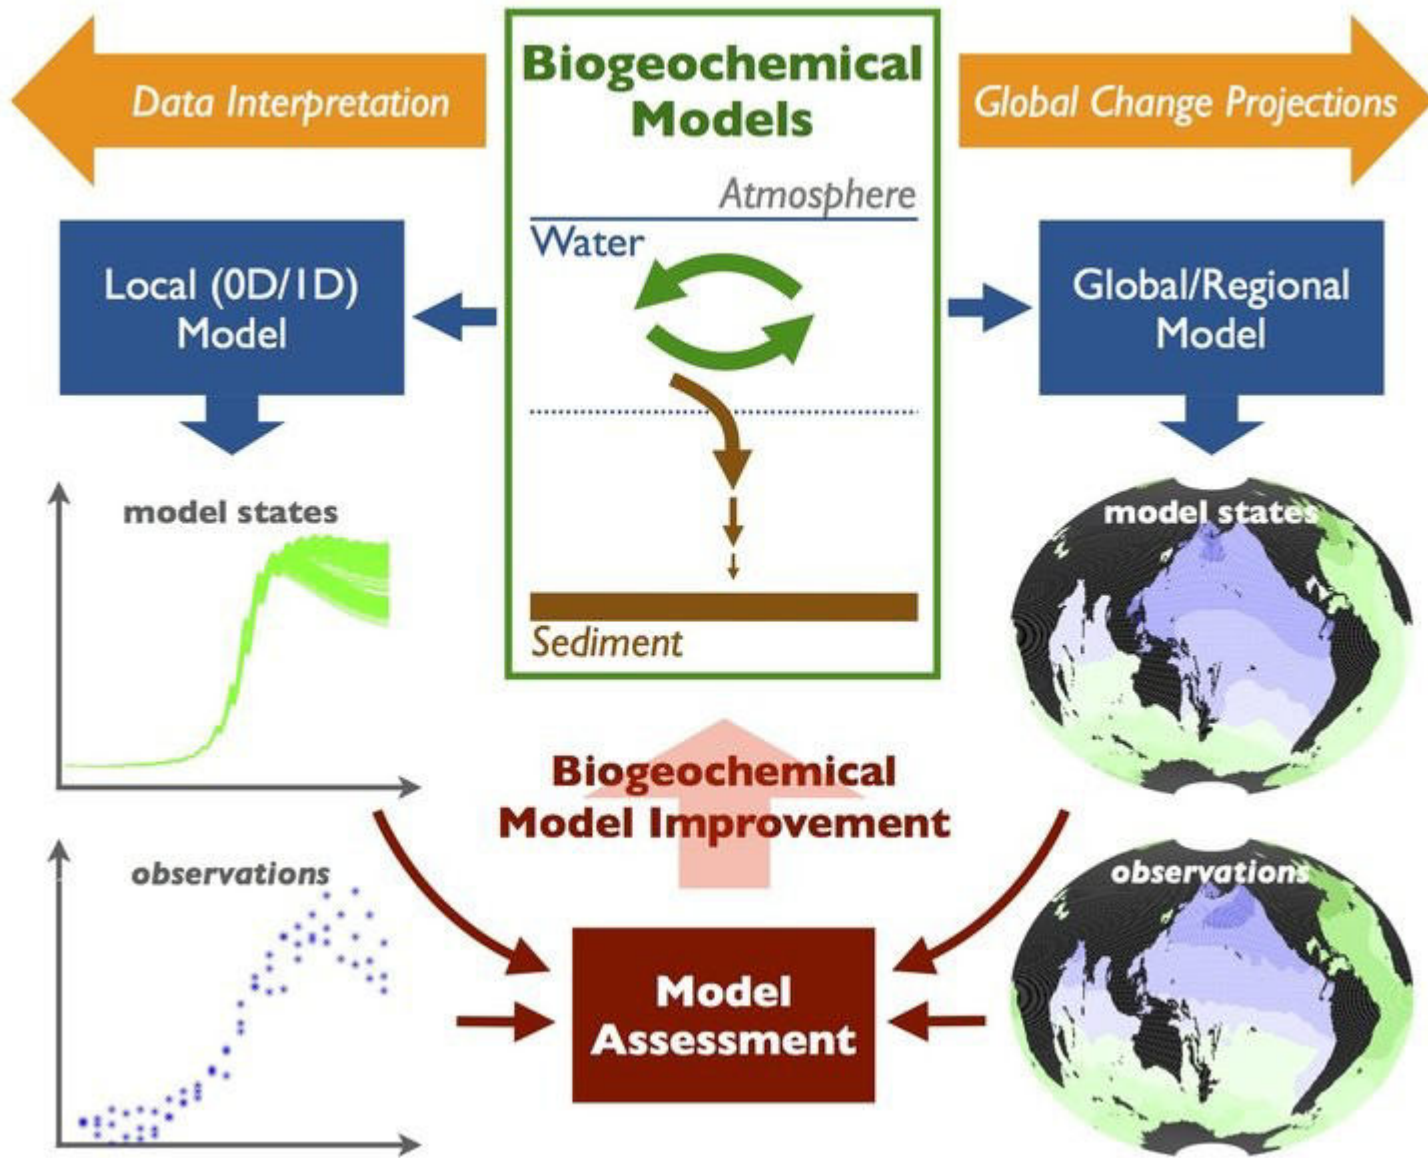 Biogeochemical
Models
Data Interpretation
Global Change Projections
Atmosphere
Water
Local (0D/1D)
Model
Global/Regional
Model
model states
model states
Sediment
Biogeochemical
Model Improvement
observations
observations
Model
Assessment